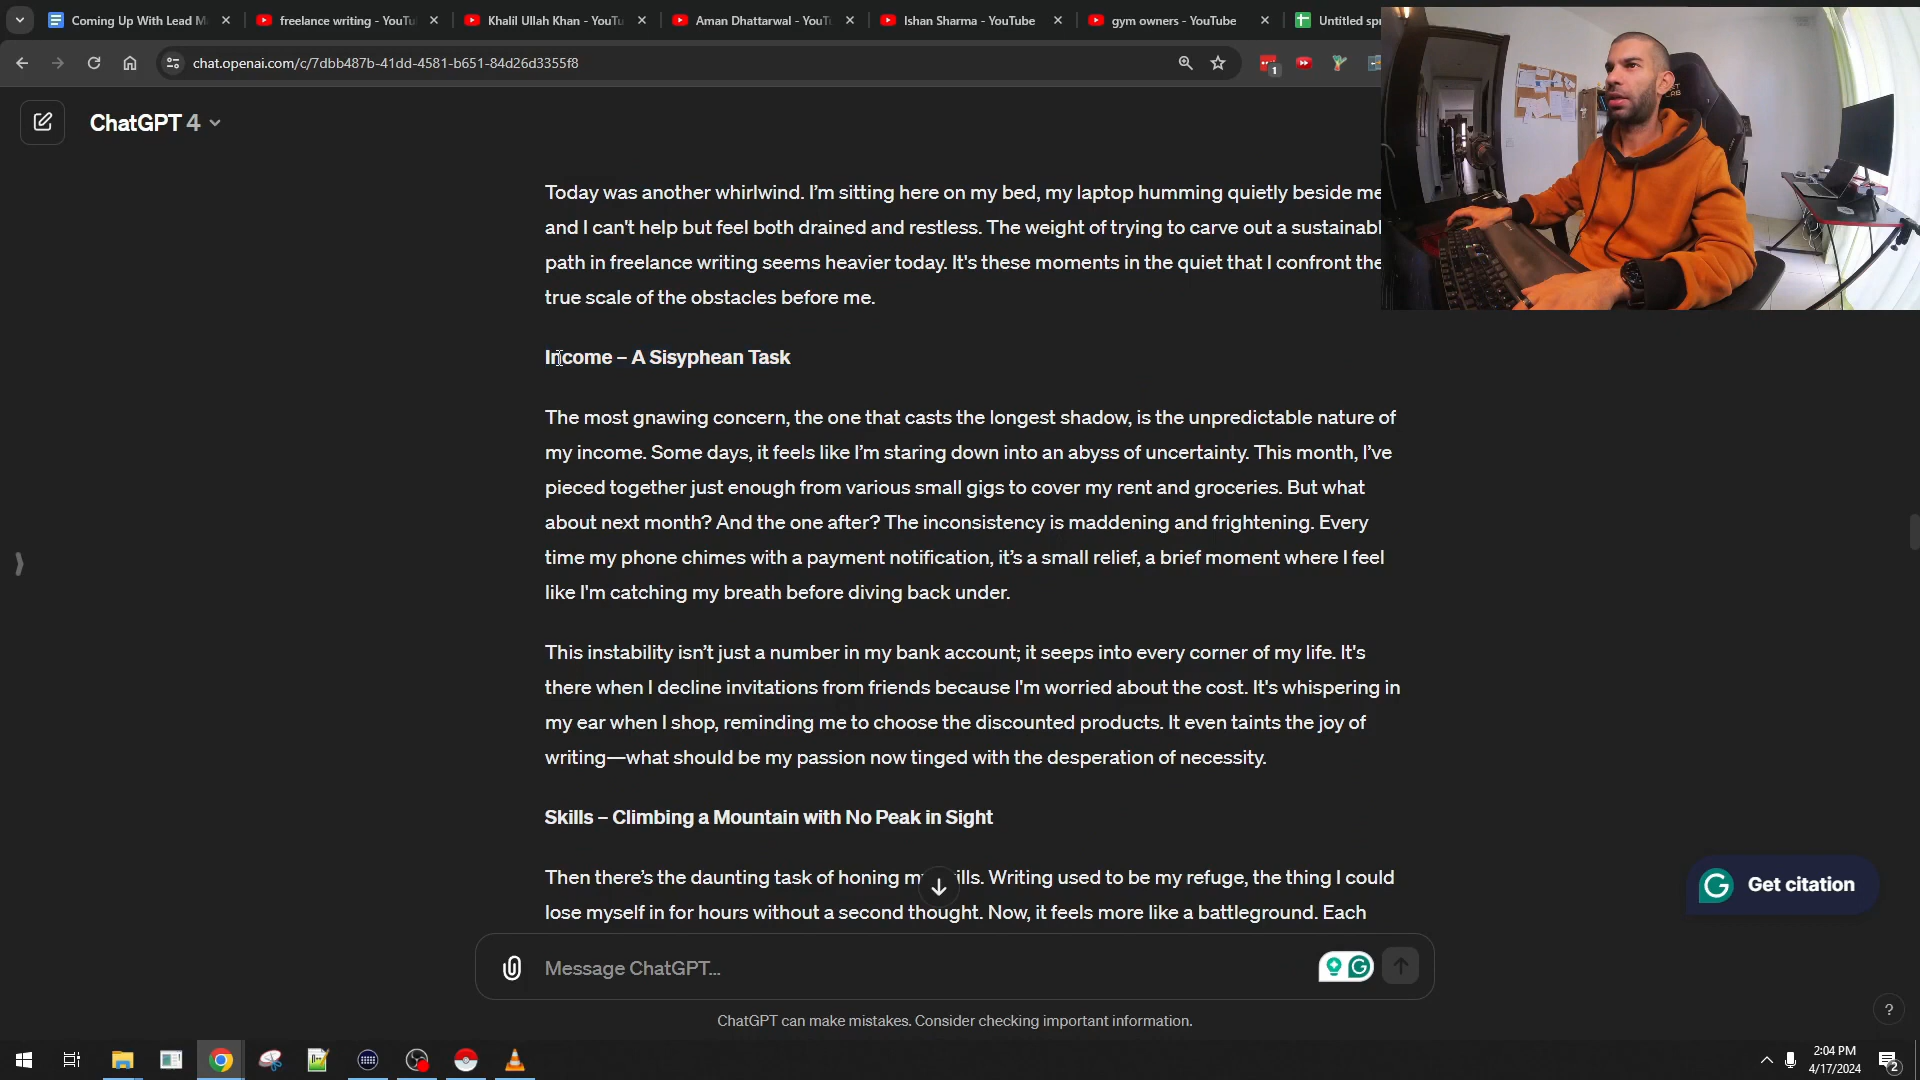 Coming Up With Lead M
freelance writing - YouTu
Khalil Ullah Khan - YouTu
Aman Dhattarwal - YouT
Ishan Sharma - YouTube
gym owners - YouTube
Untitled spr
chat.openai.com/c/7dbb487b-41dd-4581-b651-84d26d3355f8
1
ChatGPT 4
Today was another whirlwind. I'm sitting here on my bed, my laptop humming quietly beside me
and I can't help but feel both drained and restless. The weight of trying to carve out a sustainabl
path in freelance writing seems heavier today. It's these moments in the quiet that I confront the
true scale of the obstacles before me.
Income – A Sisyphean Task
The most gnawing concern, the one that casts the longest shadow, is the unpredictable nature of
my income. Some days, it feels like I'm staring down into an abyss of uncertainty. This month, I've
pieced together just enough from various small gigs to cover my rent and groceries. But what
about next month? And the one after? The inconsistency is maddening and frightening. Every
time my phone chimes with a payment notification, it's a small relief, a brief moment where I feel
like I'm catching my breath before diving back under.
This instability isn't just a number in my bank account; it seeps into every corner of my life. It's
there when I decline invitations from friends because I'm worried about the cost. It's whispering in
my ear when I shop, reminding me to choose the discounted products. It even taints the joy of
writing—what should be my passion now tinged with the desperation of necessity.
Skills – Climbing a Mountain with No Peak in Sight
Then there's the daunting task of honing my ills. Writing used to be my refuge, the thing I could
lose myself in for hours without a second thought. Now, it feels more like a battleground. Each
Get citation
Message ChatGPT...
ChatGPT can make mistakes. Consider checking important information.
?
2:04 PM
4/17/2024
2